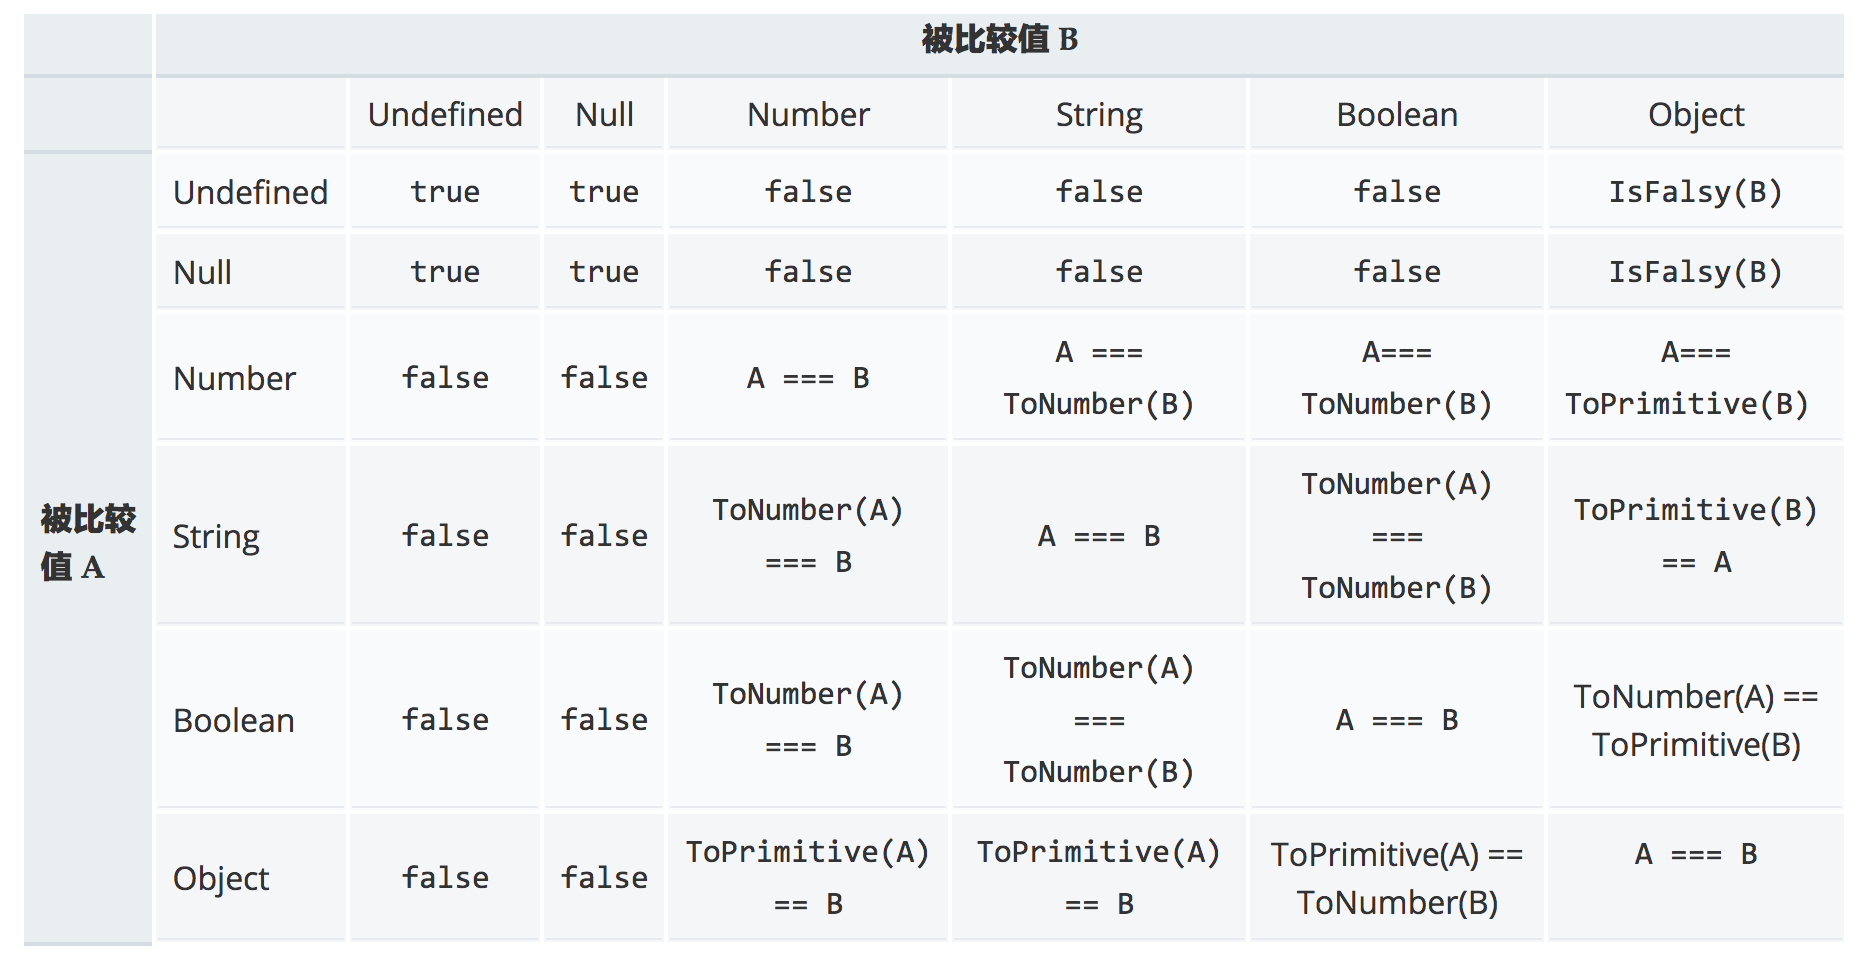 被比较值 B
Undefined Null Number String Boolean Object
被比较
值 A
Undefined true true false false false IsFalsy(B)
Null true true false false false IsFalsy(B)
Number false false A === B A ===
ToNumber(B) A===
ToNumber(B) A===
ToPrimitive(B)
String false false ToNumber(A)
=== B A === B ToNumber(A)
===
ToNumber(B) ToPrimitive(B)
== A
Boolean false false ToNumber(A)
=== B ToNumber(A)
===
ToNumber(B) A === B ToNumber(A) ==
ToPrimitive(B)
Object false false ToPrimitive(A)
== B ToPrimitive(A)
== B ToPrimitive(A) ==
ToNumber(B) A === B